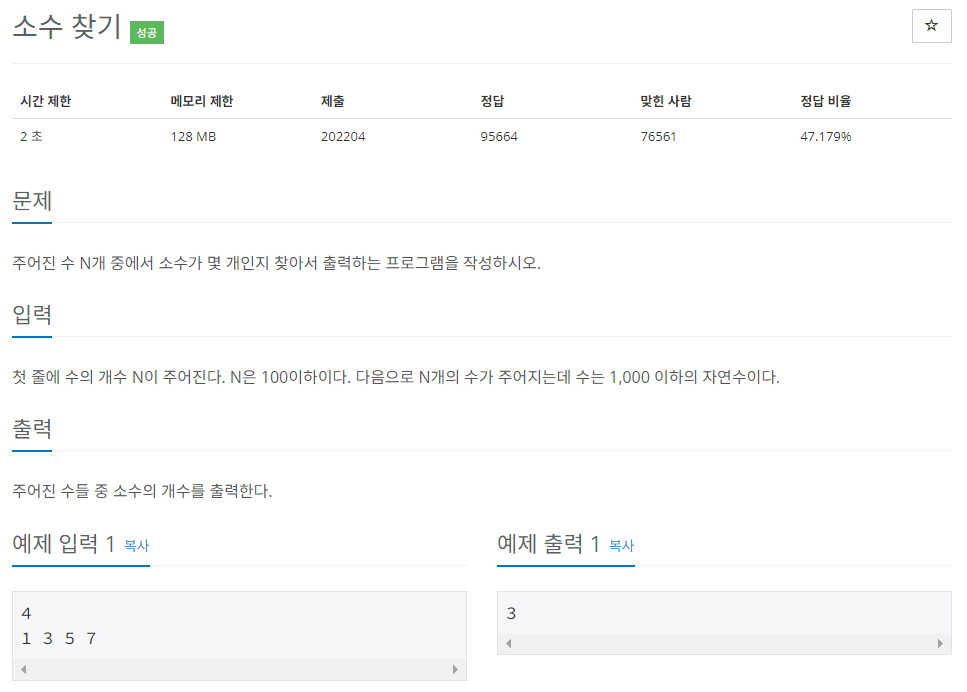 소수 찾기 성공
☆
시간 제한 메모리 제한 제출 정답 맞힌 사람 정답 비율
2 초 128 MB 202204 95664 76561 47.179%
문제
주어진 수 N개 중에서 소수가 몇 개인지 찾아서 출력하는 프로그램을 작성하시오.
입력
첫 줄에 수의 개수 N이 주어진다. N은 100이하이다. 다음으로 N개의 수가 주어지는데 수는 1,000 이하의 자연수이다.
출력
주어진 수들 중 소수의 개수를 출력한다.
예제 입력 1 복사
4
1 3 5 7
예제 출력 1 복사
3